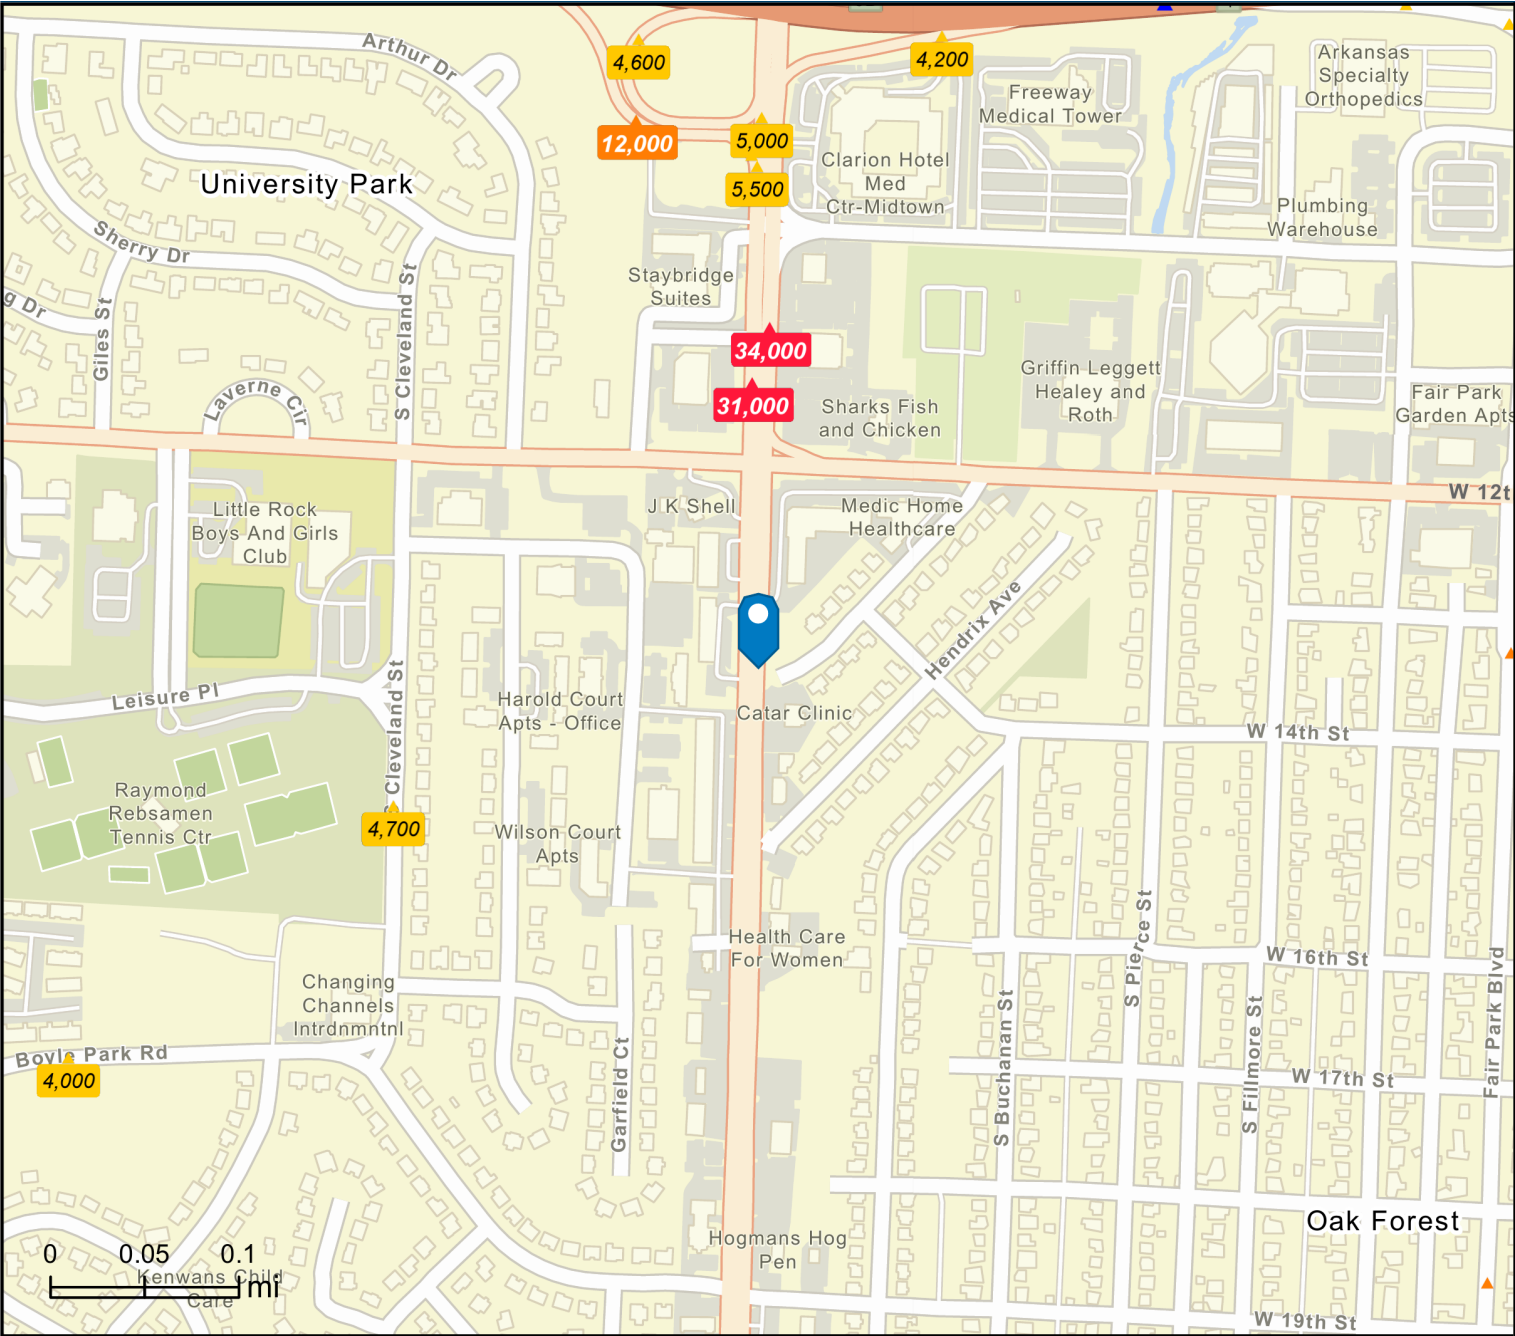 Arthur Dr
4,600
4,200
Arkansas
Specialty
Orthopedics
Freeway
Medical Tower
12,000
5,000
Clarion Hotel
Med
Ctr-Midtown
University Park
5,500
Plumbing
Warehouse
Sherry Dr
Staybridge
Suites
g Dr
Giles St
S Cleveland St
34,000
Griffin Leggett
Healey and
Roth
Laverne Cir
31,000
Sharks Fish
and Chicken
Fair Park
Garden Apts
W 12t
Little Rock
Boys And Girls
Club
J K Shell
Medic Home
Healthcare
Hendrix Ave
Leisure Pl
S Cleveland St
Harold Court
Apts - Office
Catar Clinic
W 14th St
Raymond
Rebsamen
Tennis Ctr
4,700
Wilson Court
Apts
Health Care
For Women
S Pierce St
W 16th St
Fair Park Blvd
Changing
Channels
Intrdnmntnl
S Buchanan St
S Fillmore St
Boyle Park Rd
4,000
Garfield Ct
W 17th St
Oak Forest
Hogmans Hog
Pen
0 0.05 0.1
mi
Kenwans Child
Care
W 19th St